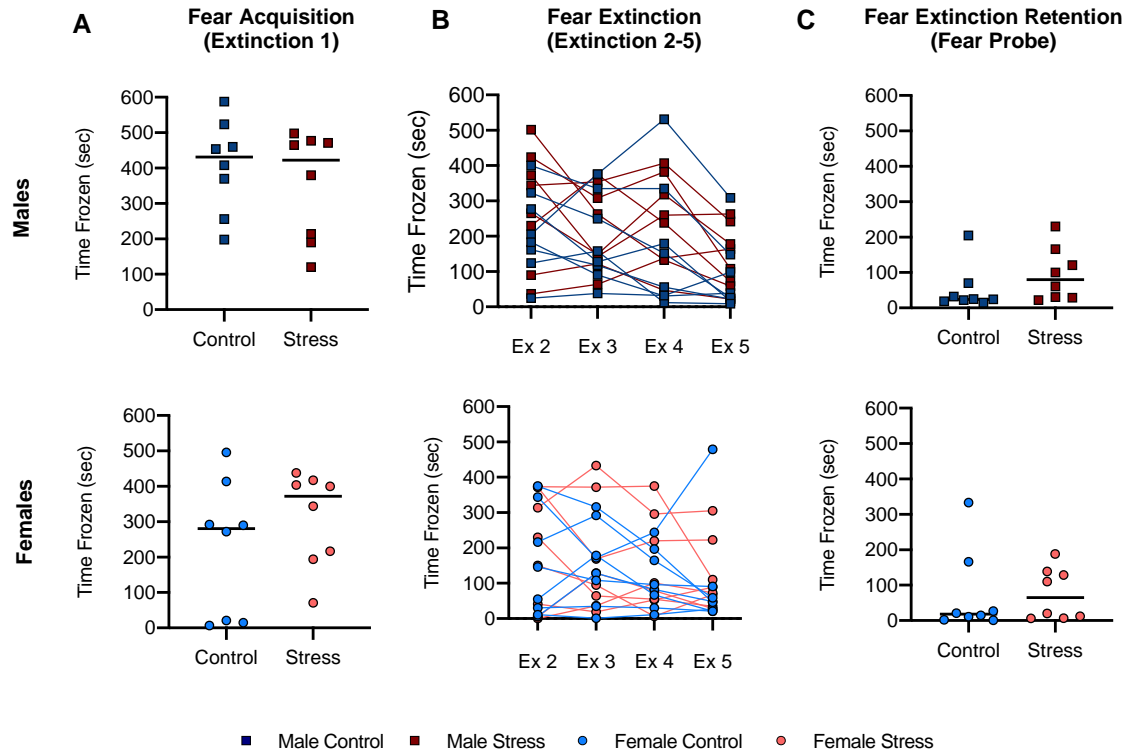 A
Fear Acquisition
(Extinction 1)
B
Fear Extinction
(Extinction 2-5)
C
Fear Extinction Retention
(Fear Probe)
Males
Time Frozen (sec)
600
500
400
300
200
100
0
Control Stress
Time Frozen (sec)
600
500
400
300
200
100
0
Ex 2 Ex 3 Ex 4 Ex 5
Time Frozen (sec)
600
500
400
300
200
100
0
Control Stress
Females
Time Frozen (sec)
600
500
400
300
200
100
0
Control Stress
Time Frozen (sec)
600
500
400
300
200
100
0
Ex 2 Ex 3 Ex 4 Ex 5
Time Frozen (sec)
600
500
400
300
200
100
0
Control Stress
Male Control Male Stress Female Control Female Stress